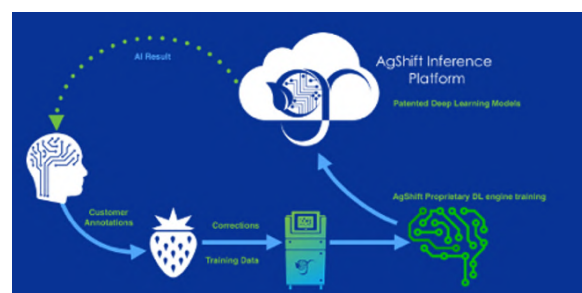 AI Result
AgShift Inference
Platform
Patented Deep Learning Models
AgShift Proprietary DL engine training
Customer
Annotations
Corrections
Training Data